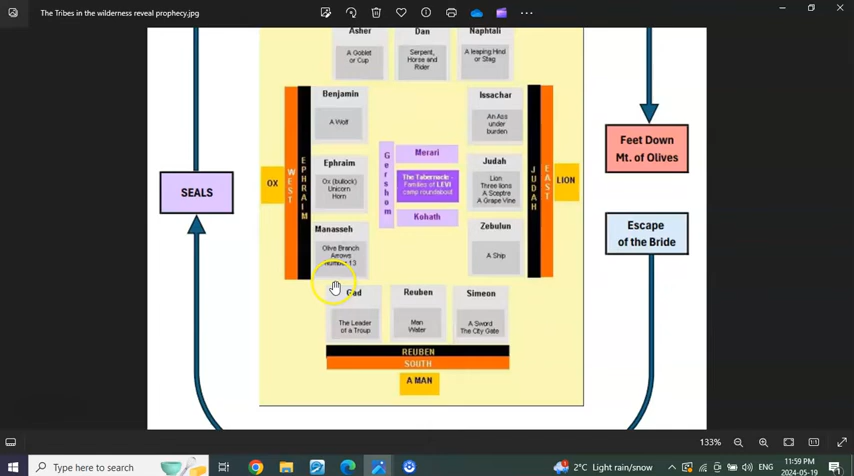 The Tribes in the wilderness reveal prophecy.jpg
Asher
Dan
Naphtali
A Goblet
or Cup
Serpent,
Horse and
Rider
A leaping Hind
or Stag
Benjamin
A Wolf
Issachar
An Ass
under
burden
Ephraim
Ox (bullock)
Unicorn
Horn
Gershom
Merari
The Tabernacle -
Families of LEVI
camp roundabout
Kohath
Judah
Lion
Three lions
A Sceptre
A Grape Vine
Manasseh
Olive Branch
Arrows
Number 13
Zebulun
A Ship
OX
WEST
EPHRAIM
JUDAH
EAST
LION
Gad
The Leader
of a Troup
Reuben
Man
Water
Simeon
A Sword
The City Gate
REUBEN
SOUTH
A MAN
SEALS
Feet Down
Mt. of Olives
Escape
of the Bride
133%
Type here to search
2°C Light rain/snow
ENG
11:59 PM
2024-05-19